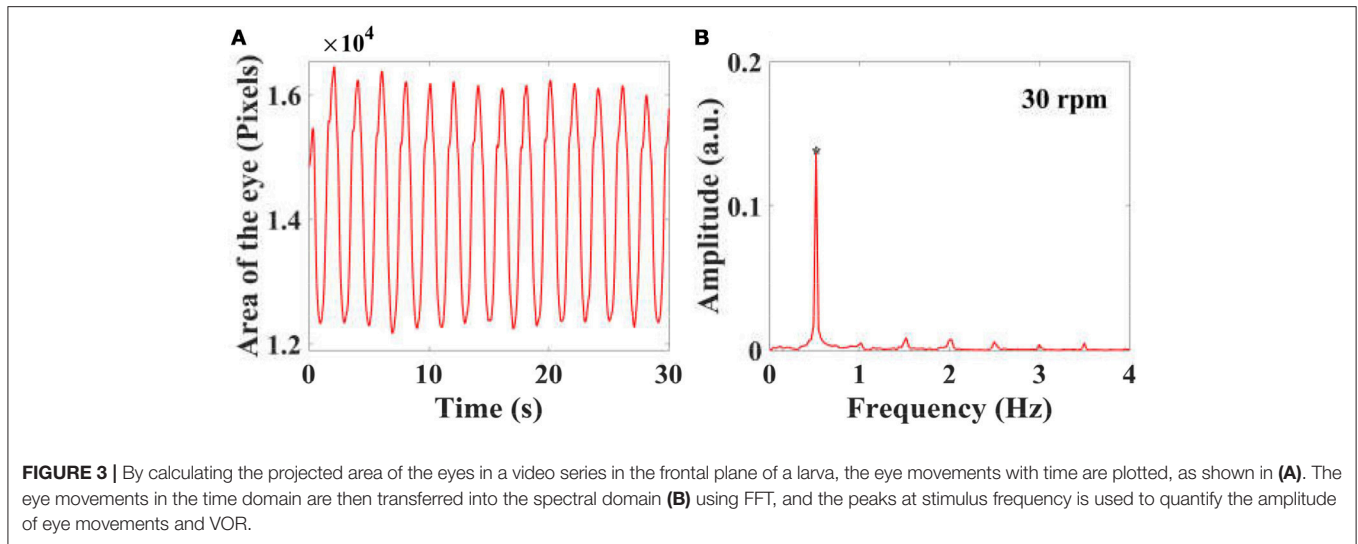 A
×10⁴
Area of the eye (Pixels)
1.6
1.4
1.2
0
10
20
30
Time (s)
B
30 rpm
Amplitude (a.u.)
0.2
0.1
0
0
1
2
3
4
Frequency (Hz)
FIGURE 3 | By calculating the projected area of the eyes in a video series in the frontal plane of a larva, the eye movements with time are plotted, as shown in (A). The
eye movements in the time domain are then transferred into the spectral domain (B) using FFT, and the peaks at stimulus frequency is used to quantify the amplitude
of eye movements and VOR.